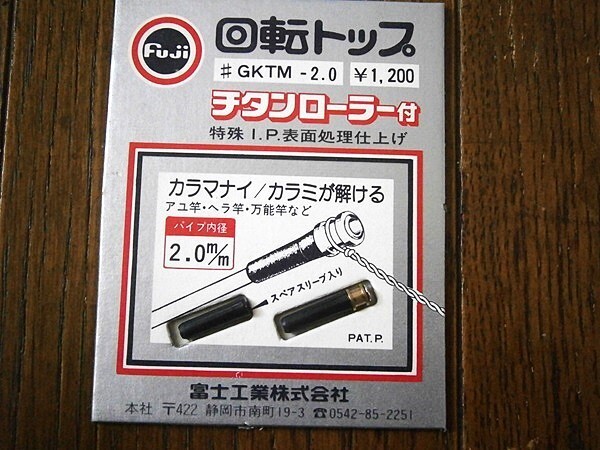 Fuji
回転トップ
♯GKTM-2.0 ¥1,200
チタンローラー付
特殊I.P.表面処理仕上げ
カラマナイ/カラミが解ける
アユ竿・ヘラ竿・万能竿など
パイプ内径
2.0m/m
スペアスリーブ入り
PAT.P.
富士工業株式会社
本社 〒422 静岡市南町19-3 ☎0542-85-2251